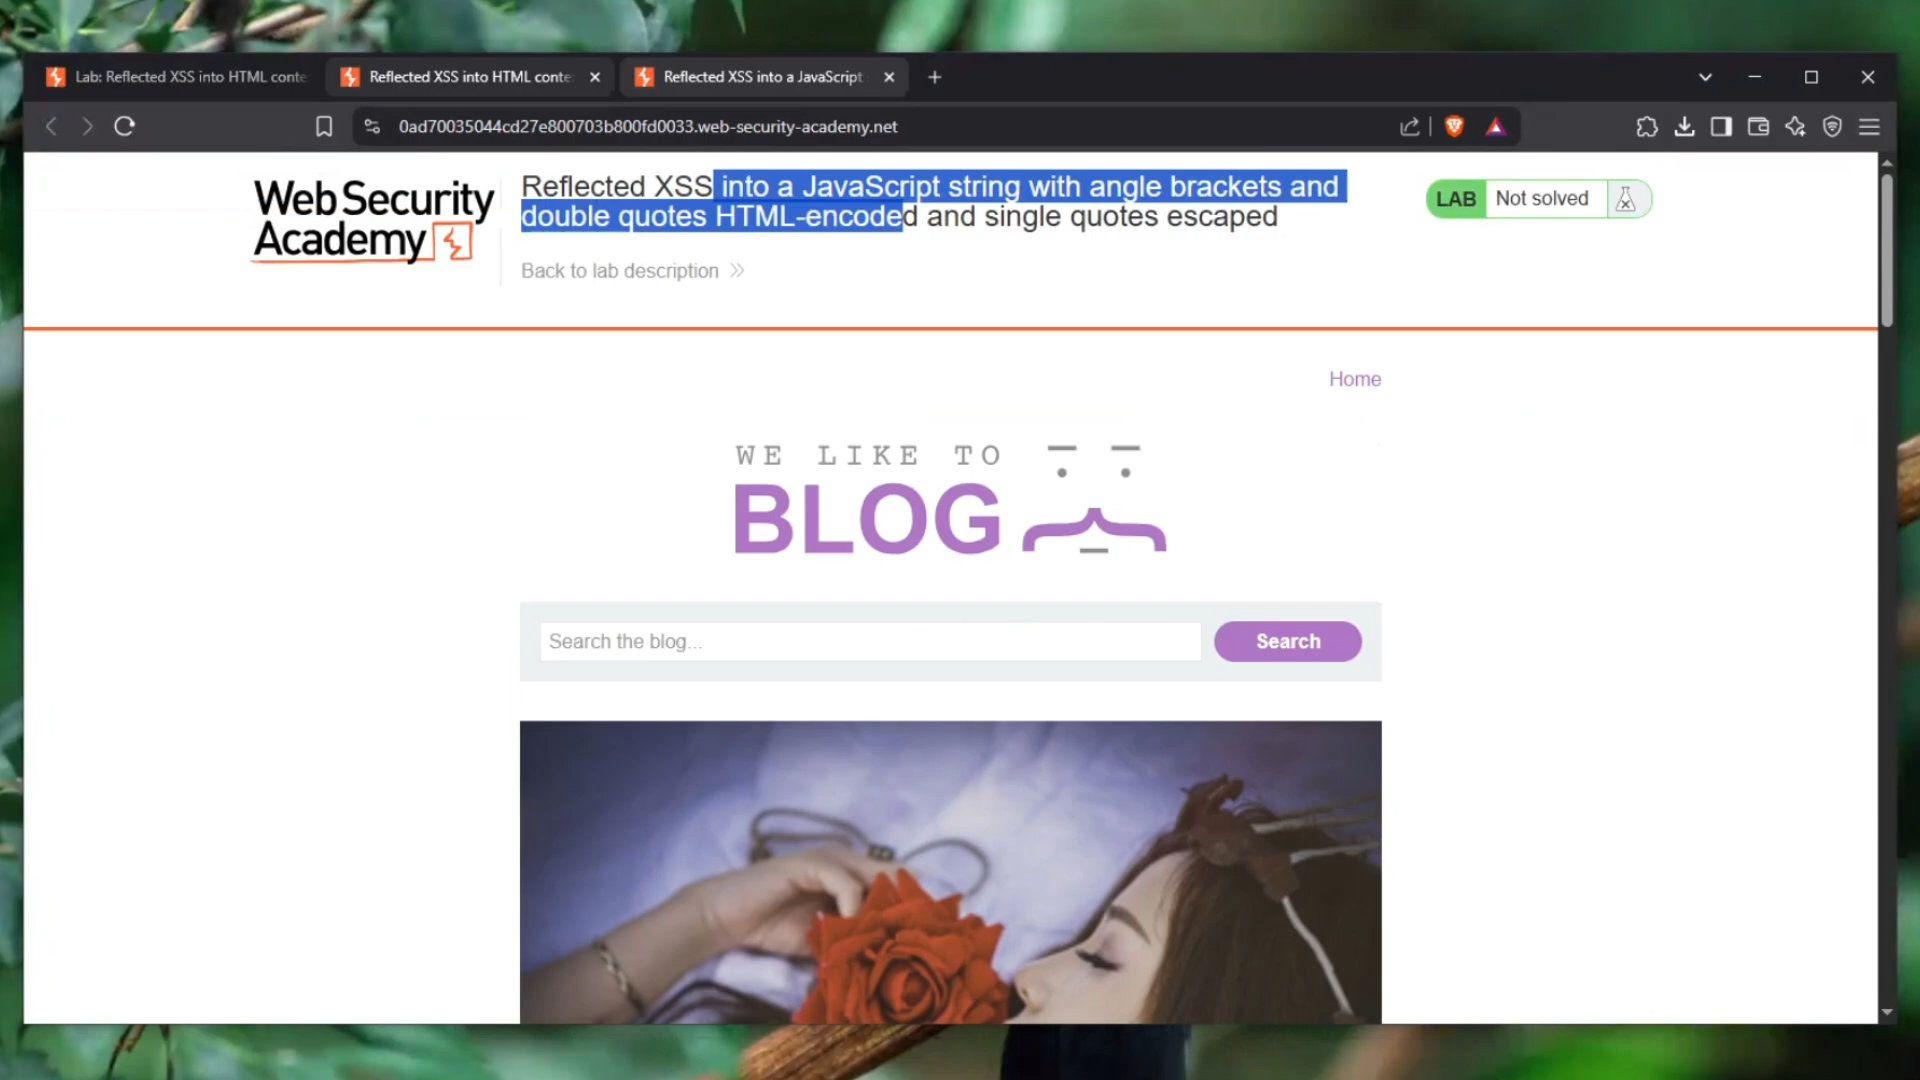 Lab: Reflected XSS into HTML conte
Reflected XSS into HTML conte
Reflected XSS into a JavaScript
0ad70035044cd27e800703b800fd0033.web-security-academy.net
Web Security
Academy
Reflected XSS into a JavaScript string with angle brackets and
double quotes HTML-encoded and single quotes escaped
Back to lab description
LAB Not solved
Home
WE LIKE TO
BLOG
Search the blog...
Search